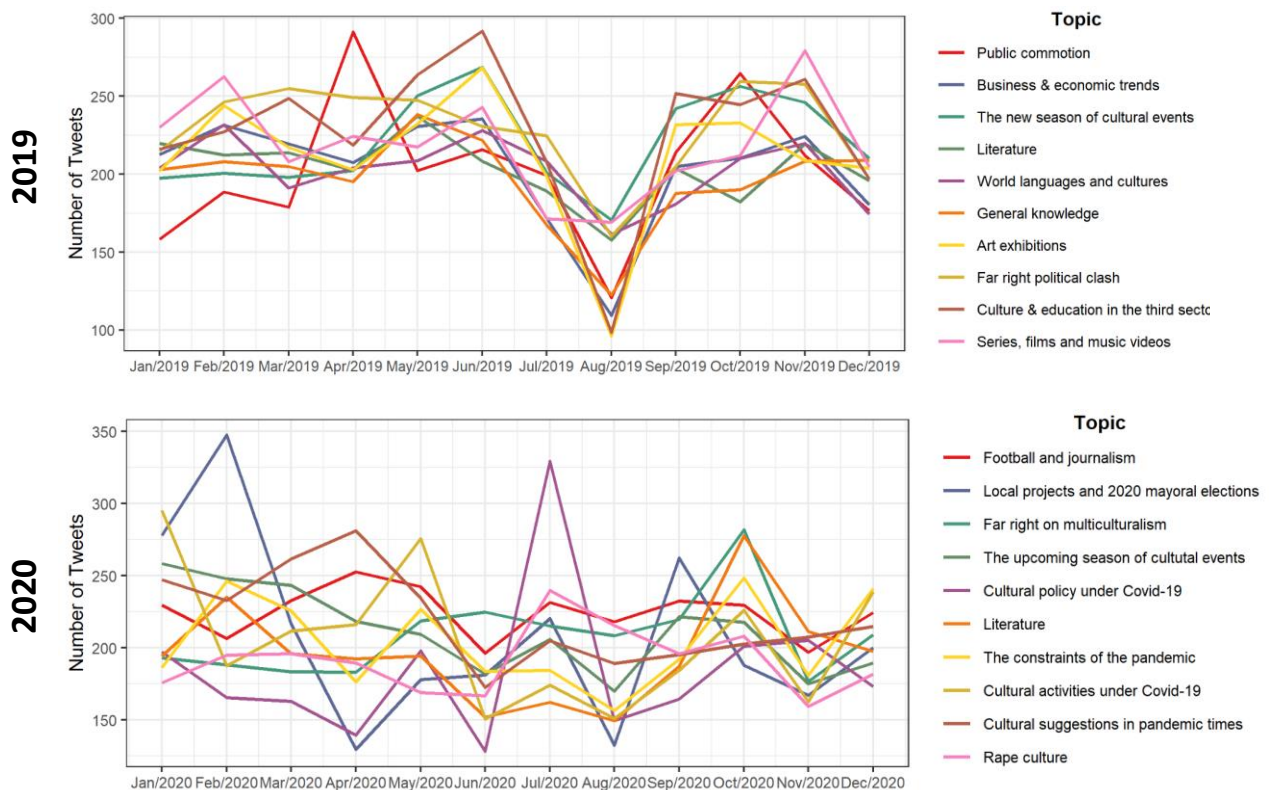 2019
Number of Tweets
300
250
200
150
100
Jan/2019 Feb/2019 Mar/2019 Apr/2019 May/2019 Jun/2019 Jul/2019 Aug/2019 Sep/2019 Oct/2019 Nov/2019 Dec/2019
Topic
Public commotion
Business & economic trends
The new season of cultural events
Literature
World languages and cultures
General knowledge
Art exhibitions
Far right political clash
Culture & education in the third sectc
Series, films and music videos
2020
Number of Tweets
350
300
250
200
150
Jan/2020 Feb/2020 Mar/2020 Apr/2020 May/2020 Jun/2020 Jul/2020 Aug/2020 Sep/2020 Oct/2020 Nov/2020 Dec/2020
Topic
Football and journalism
Local projects and 2020 mayoral elections
Far right on multiculturalism
The upcoming season of cultutal events
Cultural policy under Covid-19
Literature
The constraints of the pandemic
Cultural activities under Covid-19
Cultural suggestions in pandemic times
Rape culture